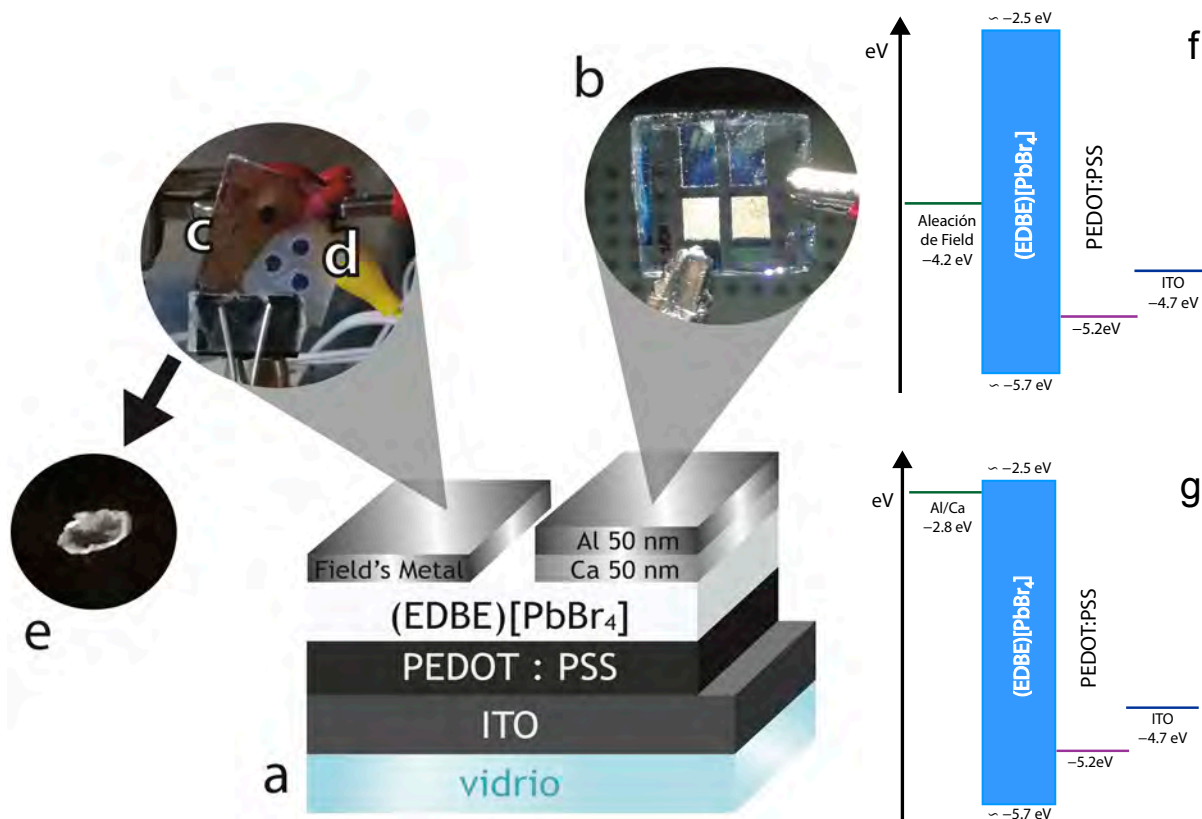 b
c
d
e
a
Field's Metal
Al 50 nm
Ca 50 nm
(EDBE)[PbBr₄]
PEDOT : PSS
ITO
vidrio
f
eV
∽ −2.5 eV
Aleación
de Field
−4.2 eV
(EDBE)[PbBr₄]
PEDOT:PSS
ITO
−4.7 eV
−5.2eV
∽ −5.7 eV
g
eV
∽ −2.5 eV
Al/Ca
−2.8 eV
(EDBE)[PbBr₄]
PEDOT:PSS
ITO
−4.7 eV
−5.2eV
∽ −5.7 eV